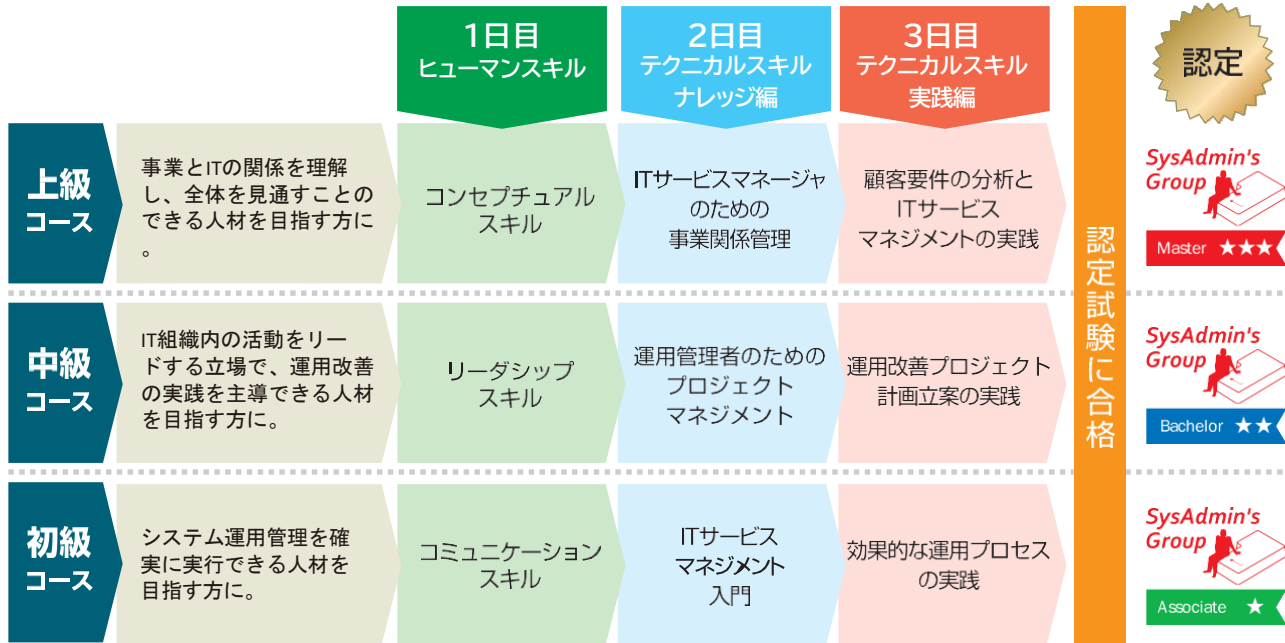 1日目
ヒューマンスキル
2日目
テクニカルスキル
ナレッジ編
3日目
テクニカルスキル
実践編
認定
上級
コース
事業とITの関係を理解
し、全体を見通すことの
できる人材を目指す方に
。
コンセプチュアル
スキル
ITサービスマネージャ
のための
事業関係管理
顧客要件の分析と
ITサービス
マネジメントの実践
SysAdmin's
Group
Master ★★★
認定試験に合格
中級
コース
IT組織内の活動をリー
ドする立場で、運用改善
の実践を主導できる人材
を目指す方に。
リーダシップ
スキル
運用管理者のための
プロジェクト
マネジメント
運用改善プロジェクト
計画立案の実践
SysAdmin's
Group
Bachelor ★★
初級
コース
システム運用管理を確
実に実行できる人材を
目指す方に。
コミュニケーション
スキル
ITサービス
マネジメント
入門
効果的な運用プロセス
の実践
SysAdmin's
Group
Associate ★